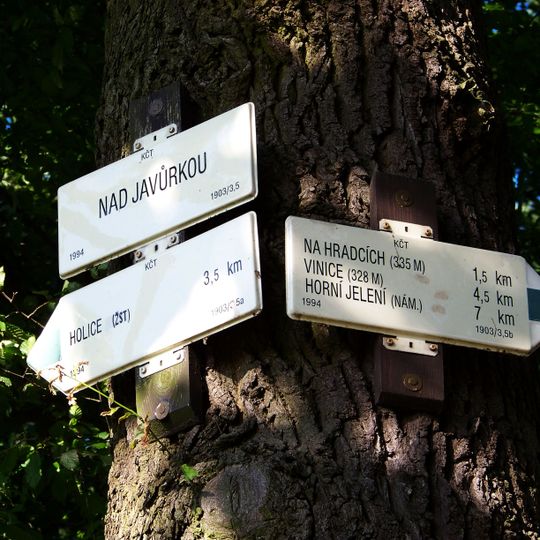 KČT
NAD JAVŮRKOU
1994 1903/3,5
KČT
3,5 km
HOLICE (ŽST)
1994 1903/3,5a
KČT
NA HRADCÍCH (335 M) 1,5 km
VINICE (328 M) 4,5 km
HORNÍ JELENÍ (NÁM.) 7 km
1994 1903/3,5b